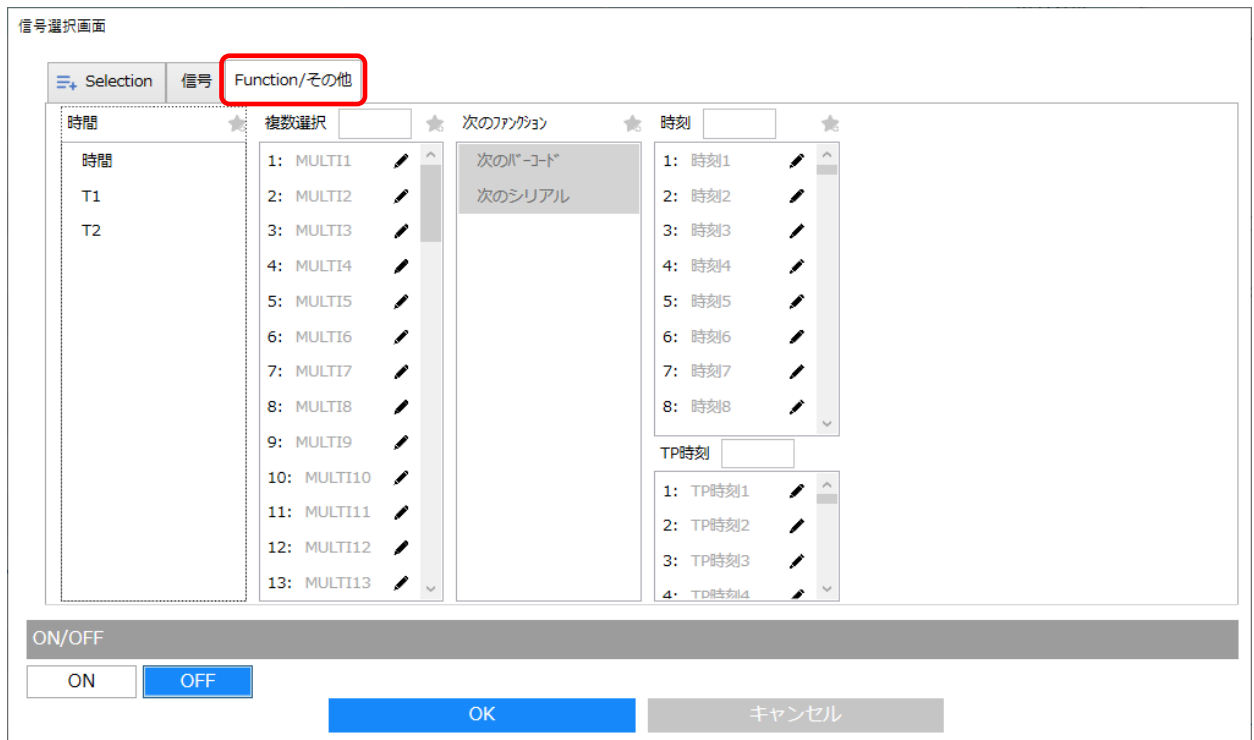 信号選択画面
Selection 信号 Function/その他
時間
時間
T1
T2
複数選択
1: MULTI1
2: MULTI2
3: MULTI3
4: MULTI4
5: MULTI5
6: MULTI6
7: MULTI7
8: MULTI8
9: MULTI9
10: MULTI10
11: MULTI11
12: MULTI12
13: MULTI13
次のﾌｧﾝｸｼｮﾝ
次のﾊﾞｰｺｰﾄﾞ
次のシリアル
時刻
1: 時刻1
2: 時刻2
3: 時刻3
4: 時刻4
5: 時刻5
6: 時刻6
7: 時刻7
8: 時刻8
TP時刻
1: TP時刻1
2: TP時刻2
3: TP時刻3
4: TP時刻4
ON/OFF
ON OFF
OK キャンセル